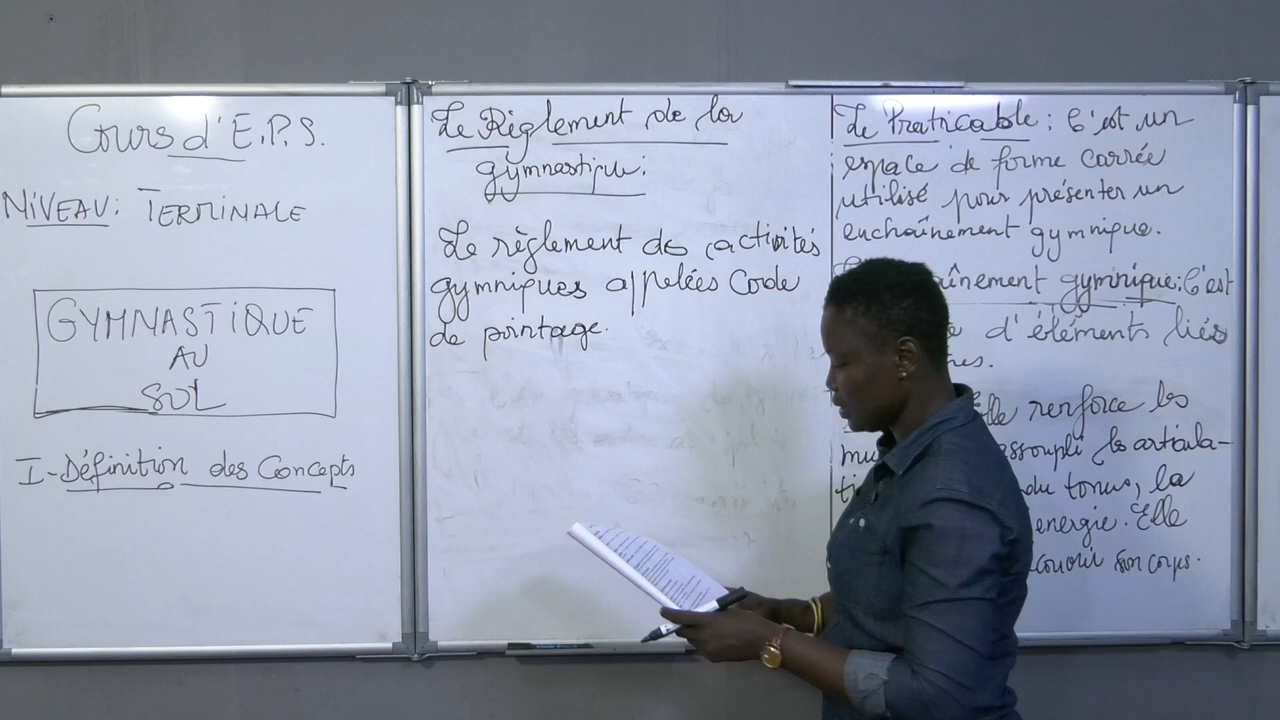 Cours d'E.P.S.
NIVEAU: TERMINALE
GYMNASTIQUE
AU
SOL
I-Définition des Concepts
Le Règlement de la
gymnastique:
Le règlement des activités
gymniques appelées Code
de pointage.
Le Praticable: C'est un
espace de forme carrée
utilisé pour présenter un
enchaînement gymnique.
gymnique: C'est
d'éléments liés
Elle renforce les
assoupli les articula-
du tonus, la
energie. Elle
son corps.